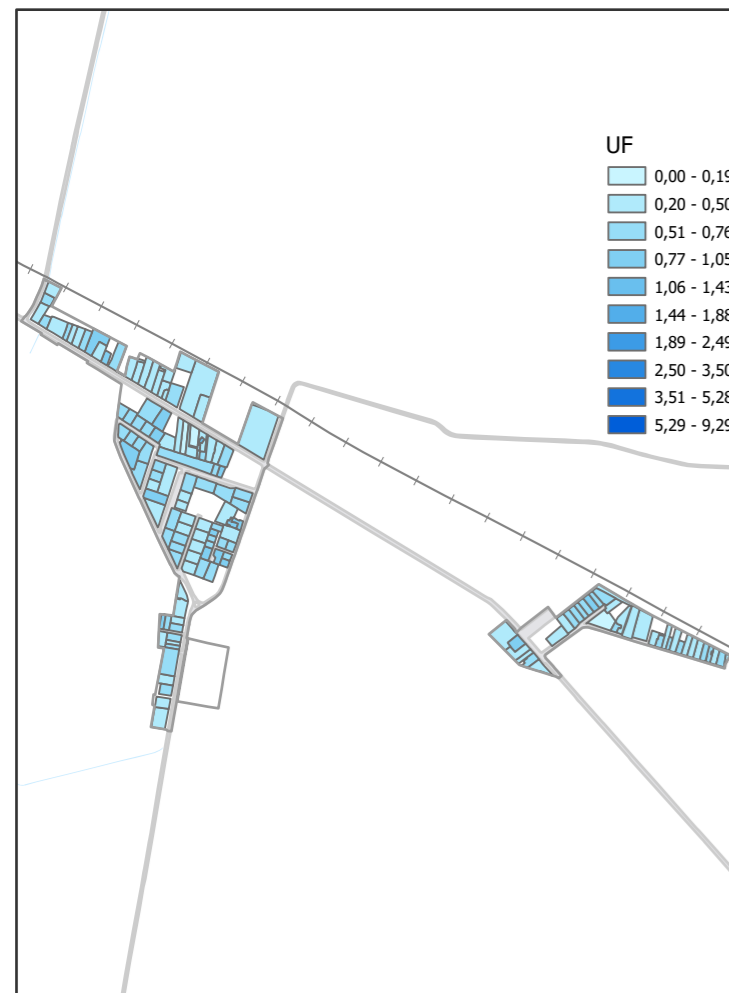 UF
0,00 - 0,19
0,20 - 0,50
0,51 - 0,76
0,77 - 1,05
1,06 - 1,43
1,44 - 1,88
1,89 - 2,49
2,50 - 3,50
3,51 - 5,28
5,29 - 9,29